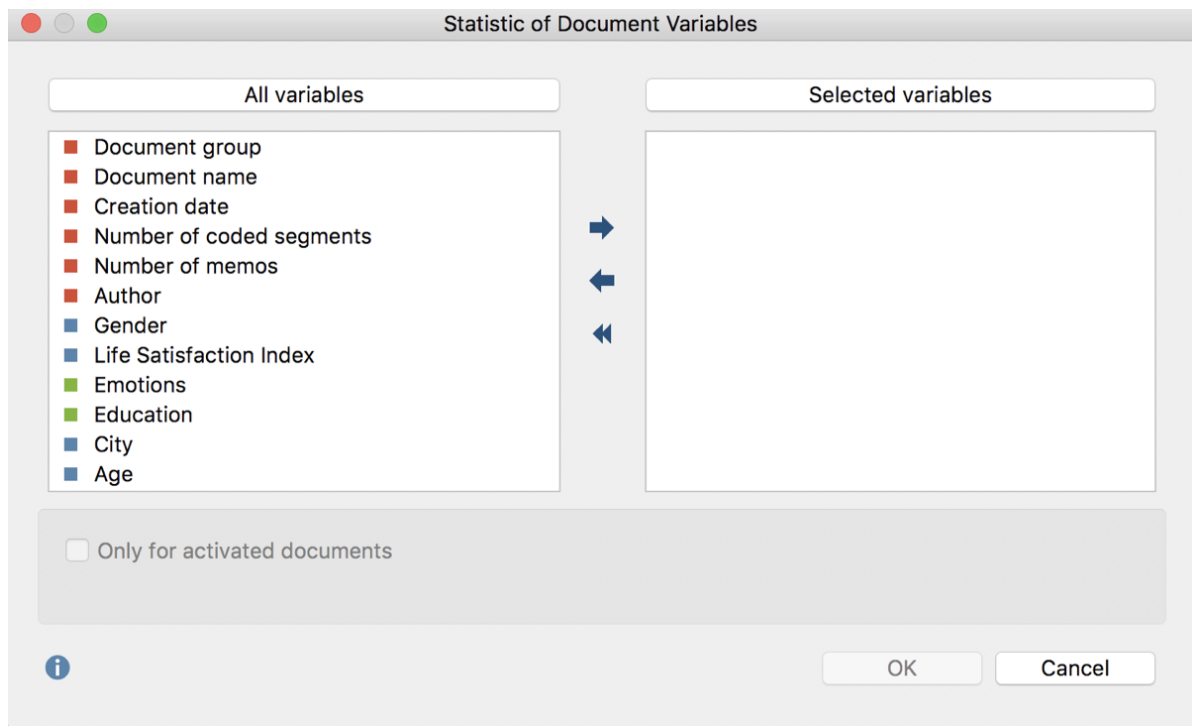 Statistic of Document Variables
All variables
Selected variables
Document group
Document name
Creation date
Number of coded segments
Number of memos
Author
Gender
Life Satisfaction Index
Emotions
Education
City
Age
Only for activated documents
OK
Cancel